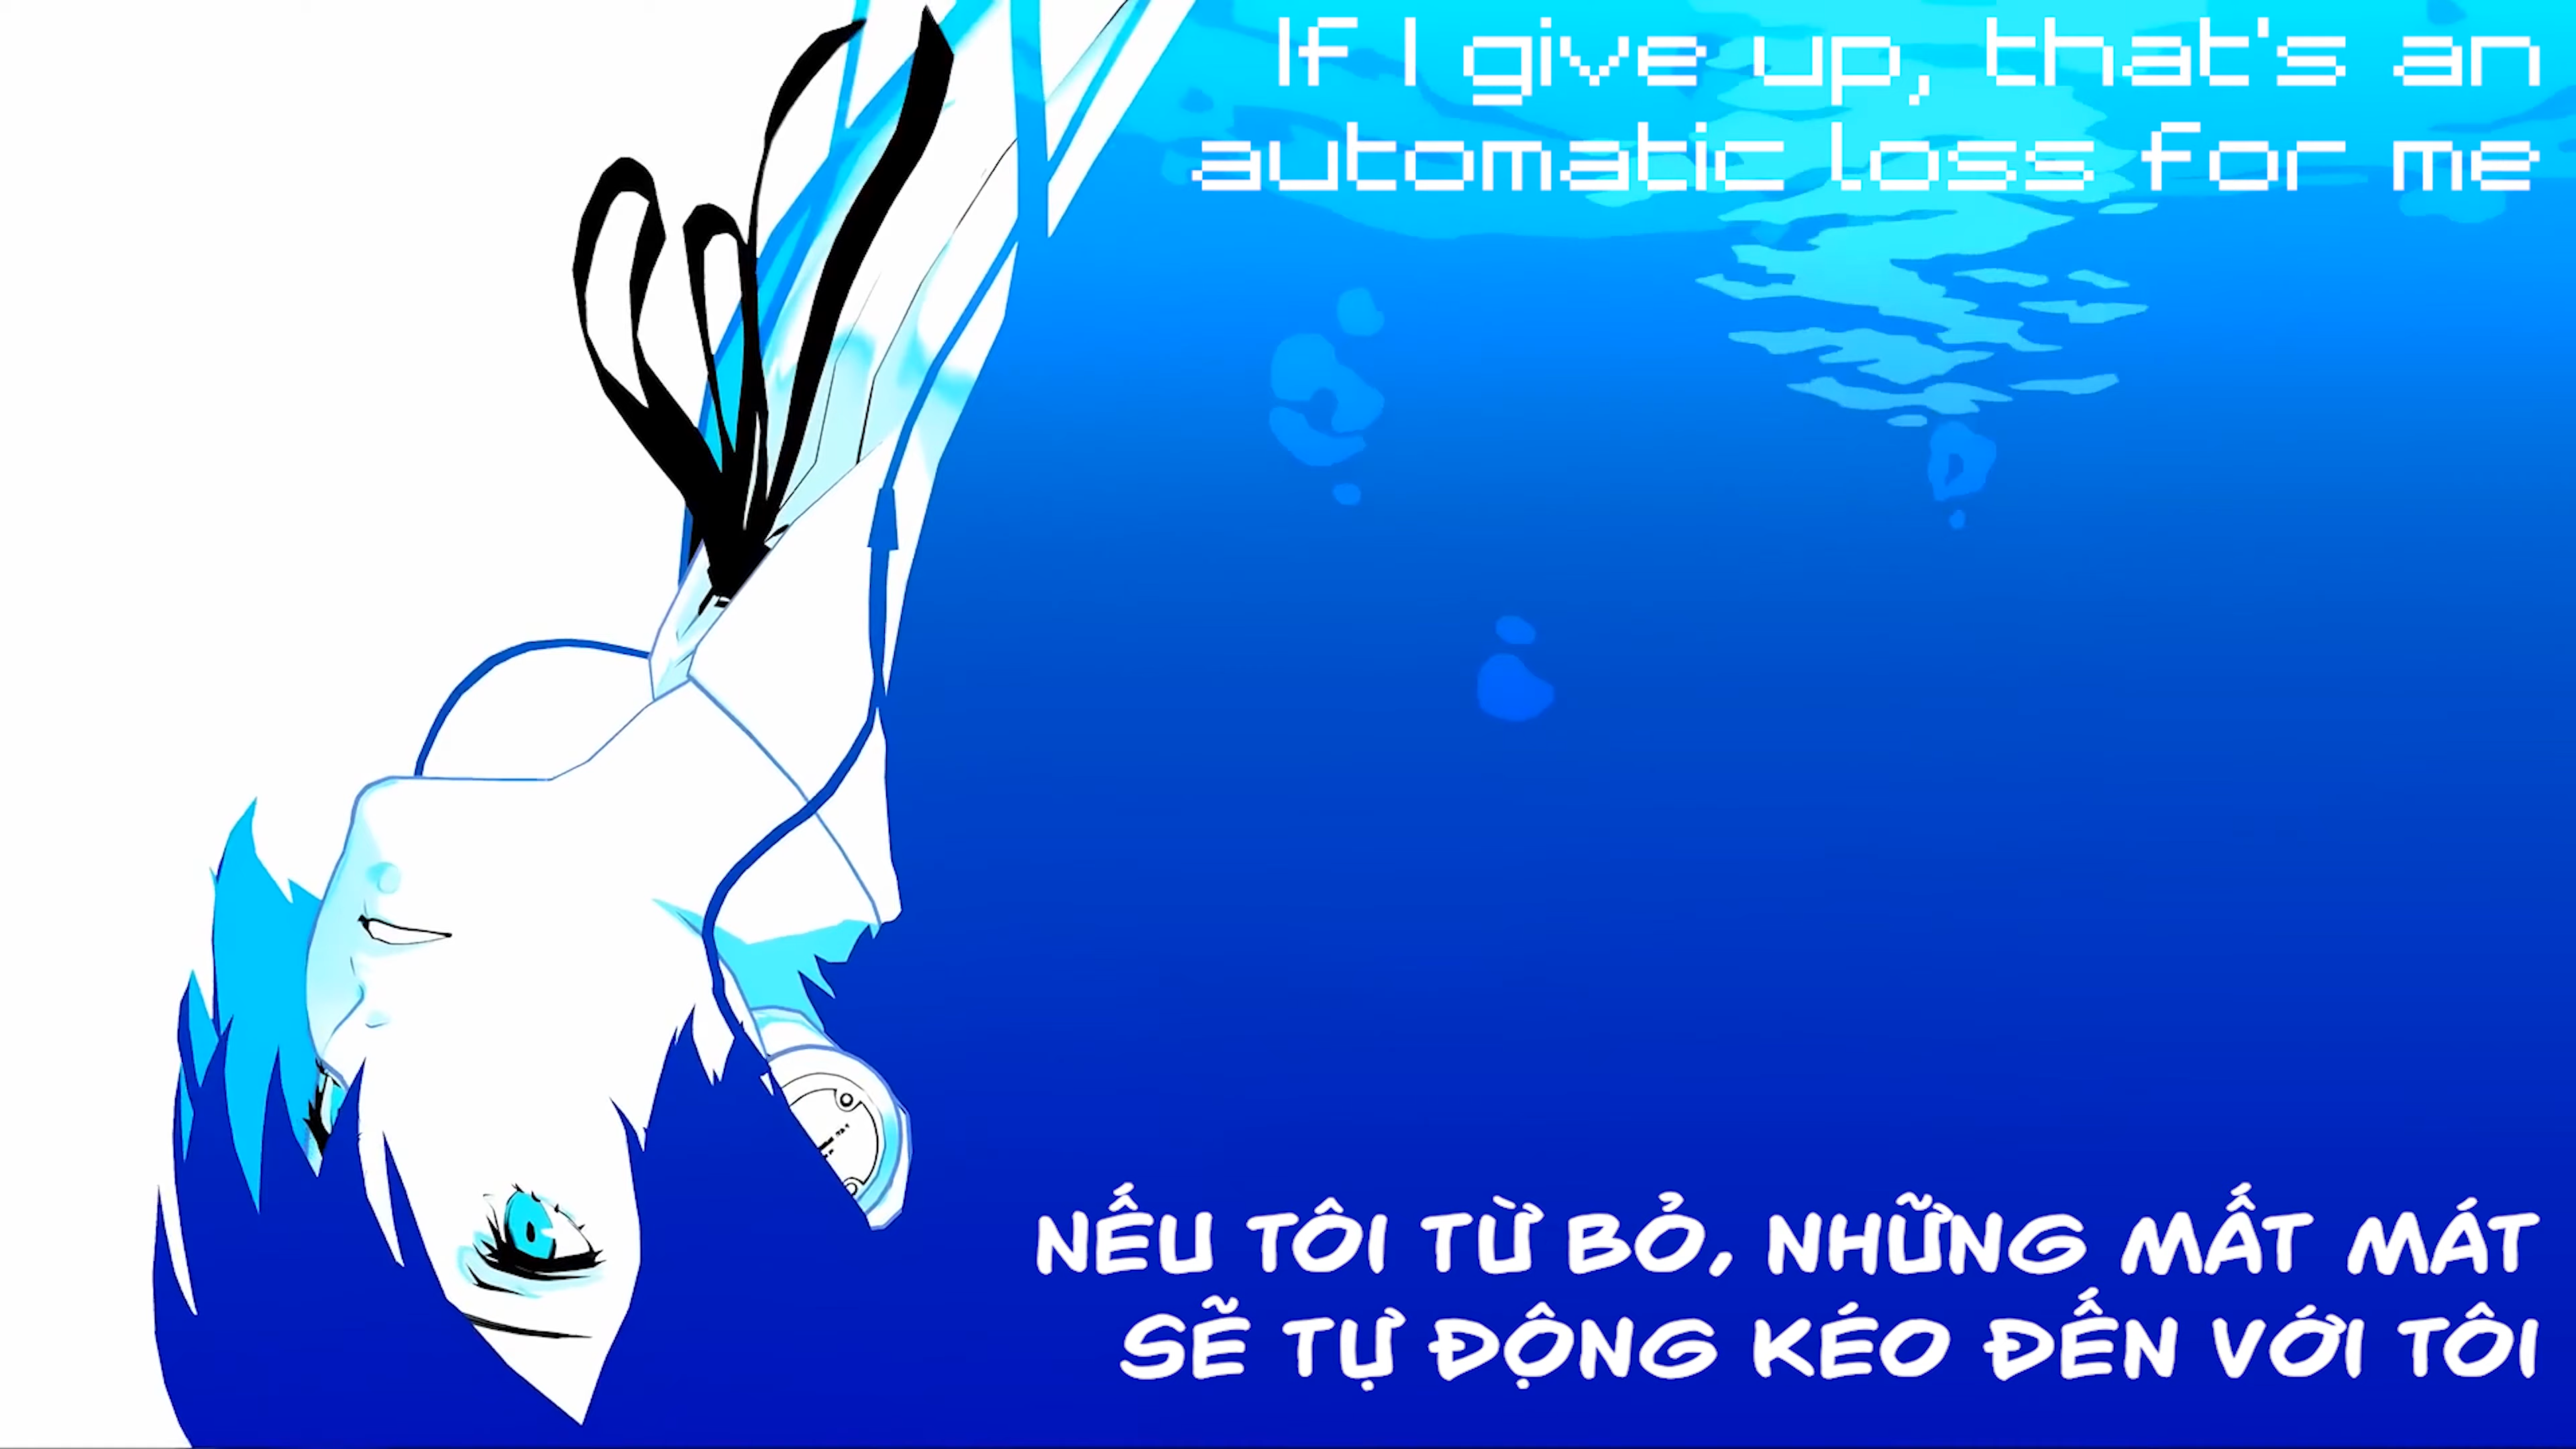 If I give up, that's an
automatic loss for me
NẾU TÔI TỪ BỎ, NHỮNG MẤT MÁT
SẼ TỰ ĐỘNG KÉO ĐẾN VỚI TÔI